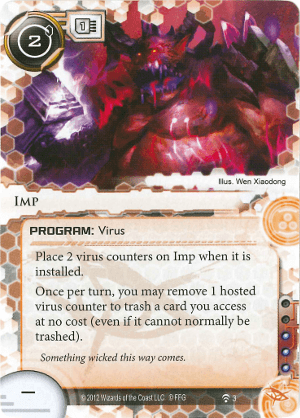 2
1
Illus. Wen Xiaodong
IMP
PROGRAM: Virus
Place 2 virus counters on Imp when it is
installed.
Once per turn, you may remove 1 hosted
virus counter to trash a card you access
at no cost (even if it cannot normally be
trashed).
Something wicked this way comes.
–
© 2012 Wizards of the Coast LLC. © FFG
3